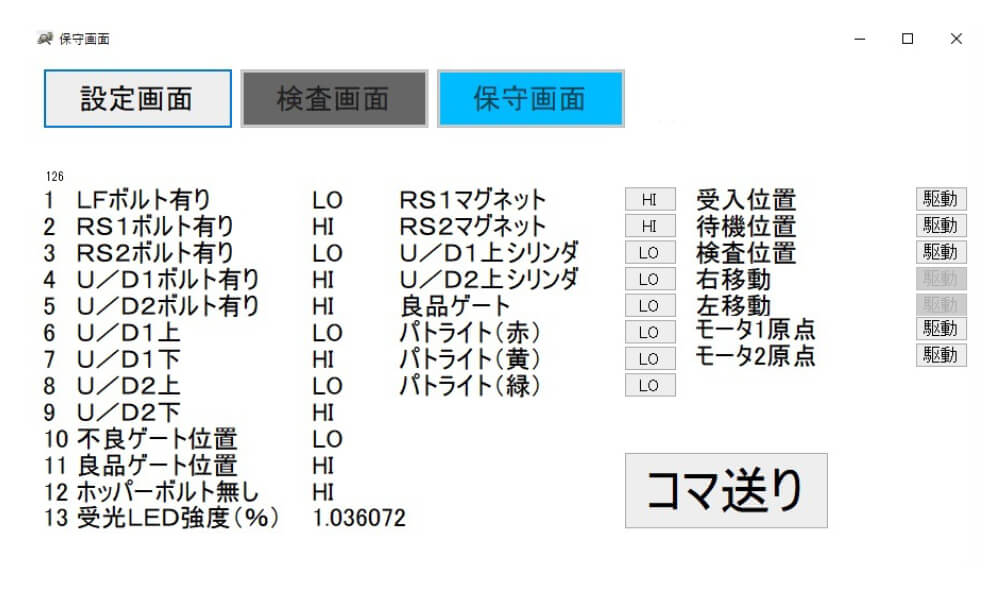 保守画面
設定画面 検査画面 保守画面
126
1 LFボルト有り LO RS1マグネット HI 受入位置 駆動
2 RS1ボルト有り HI RS2マグネット HI 待機位置 駆動
3 RS2ボルト有り LO U／D1上シリンダ LO 検査位置 駆動
4 U／D1ボルト有り HI U／D2上シリンダ LO 右移動 駆動
5 U／D2ボルト有り HI 良品ゲート LO 左移動 駆動
6 U／D1上 LO パトライト（赤） LO モータ1原点 駆動
7 U／D1下 HI パトライト（黄） LO モータ2原点 駆動
8 U／D2上 LO パトライト（緑） LO
9 U／D2下 HI
10 不良ゲート位置 LO
11 良品ゲート位置 HI
12 ホッパーボルト無し HI
13 受光LED強度（%） 1.036072
コマ送り